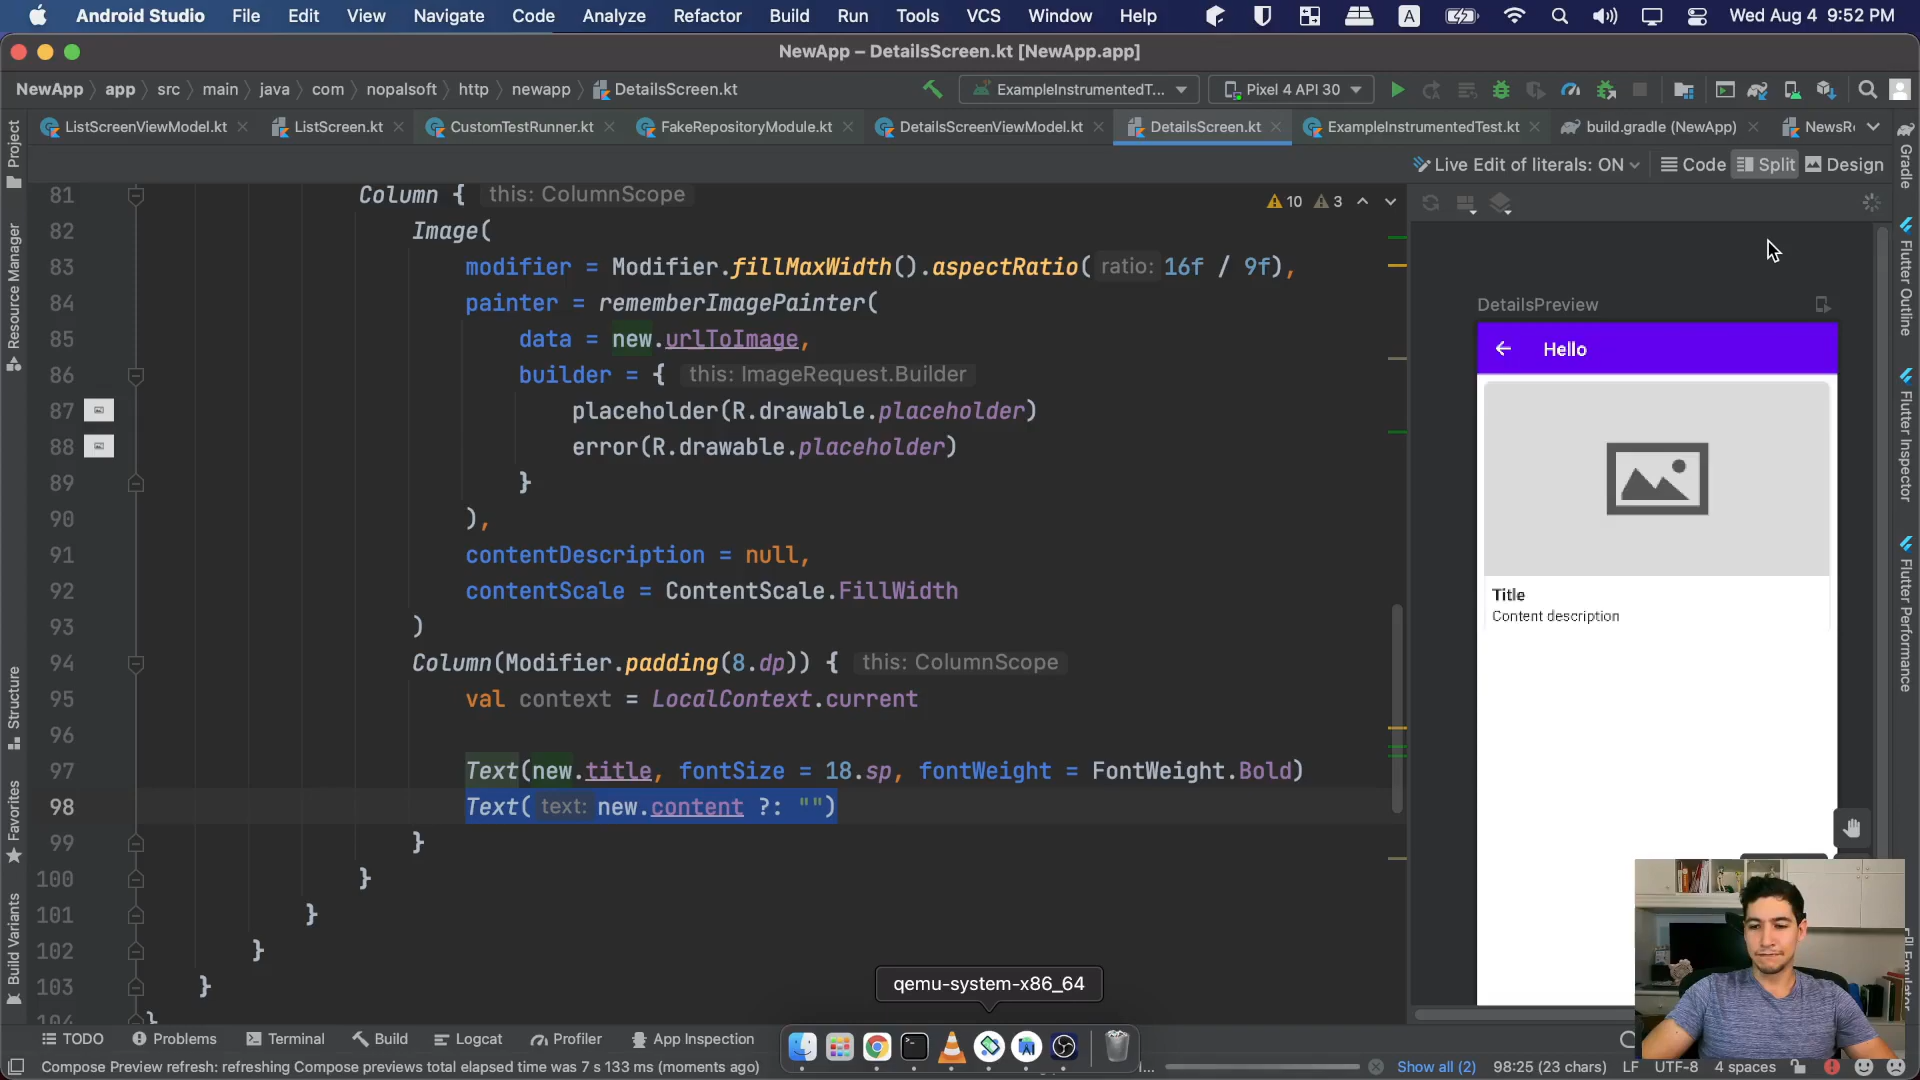 Android Studio File Edit View Navigate Code Analyze Refactor Build Run Tools VCS Window Help A Wed Aug 4 9:52 PM
NewApp – DetailsScreen.kt [NewApp.app]
NewApp app src main java com nopalsoft http newapp DetailsScreen.kt ExampleInstrumentedT... Pixel 4 API 30
ListScreenViewModel.kt ListScreen.kt CustomTestRunner.kt FakeRepositoryModule.kt DetailsScreenViewModel.kt DetailsScreen.kt ExampleInstrumentedTest.kt build.gradle (NewApp) NewsR
Live Edit of literals: ON Code Split Design
Project
Resource Manager
Structure
Favorites
Build Variants
10 3
81 Column { this: ColumnScope
82 Image(
83 modifier = Modifier.fillMaxWidth().aspectRatio( ratio: 16f / 9f),
84 painter = rememberImagePainter(
85 data = new.urlToImage,
86 builder = { this: ImageRequest.Builder
87 placeholder(R.drawable.placeholder)
88 error(R.drawable.placeholder)
89 }
90 ),
91 contentDescription = null,
92 contentScale = ContentScale.FillWidth
93 )
94 Column(Modifier.padding(8.dp)) { this: ColumnScope
95 val context = LocalContext.current
96
97 Text(new.title, fontSize = 18.sp, fontWeight = FontWeight.Bold)
98 Text( text: new.content ?: "")
99 }
100 }
101 }
102 }
103 }
104 }
DetailsPreview
Hello
Title
Content description
Gradle
Flutter Outline
Flutter Inspector
Flutter Performance
Emulator
qemu-system-x86_64
TODO Problems Terminal Build Logcat Profiler App Inspection
Compose Preview refresh: refreshing Compose previews total elapsed time was 7 s 133 ms (moments ago) Show all (2) 98:25 (23 chars) LF UTF-8 4 spaces